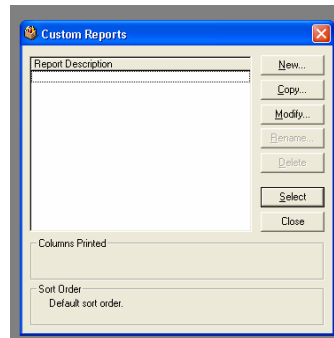 Custom Reports
Report Description
New...
Copy...
Modify...
Rename...
Delete
Select
Close
Columns Printed
Sort Order
Default sort order.